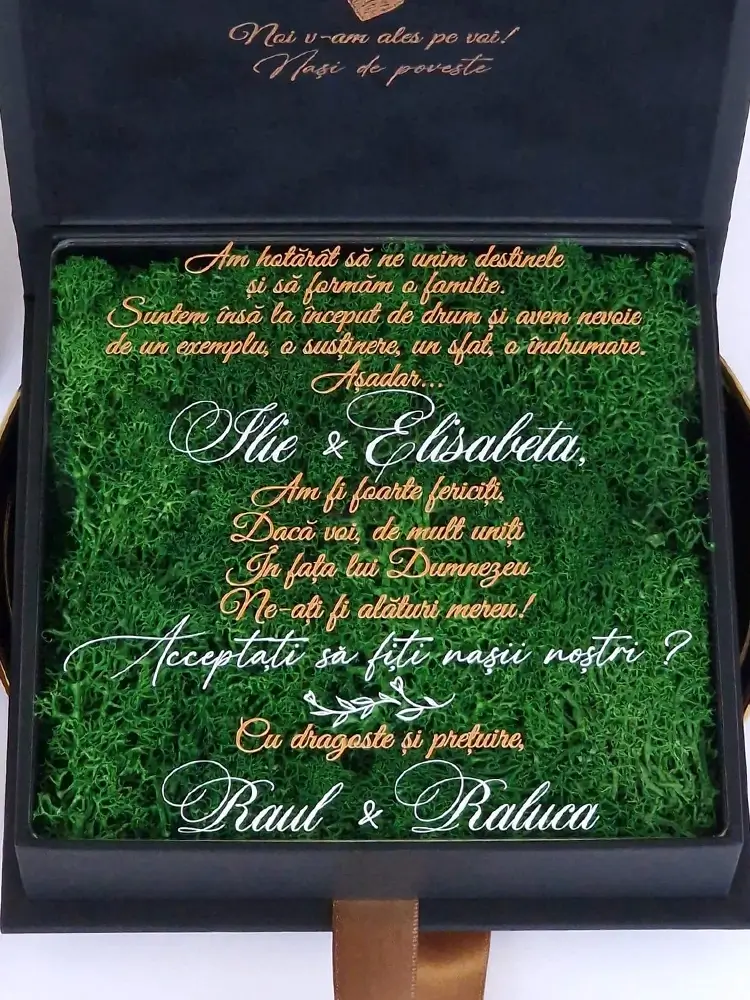 Noi v-am ales pe voi!
Nași de poveste
Am hotărât să ne unim destinele
și să formăm o familie.
Suntem însă la început de drum și avem nevoie
de un exemplu, o susținere, un sfat, o îndrumare.
Așadar...
Ilie & Elisabeta,
Am fi foarte fericiți,
Dacă voi, de mult uniți
În fața lui Dumnezeu
Ne-ați fi alături mereu!
Acceptați să fiți nașii noștri ?
Cu dragoste și prețuire,
Raul & Raluca